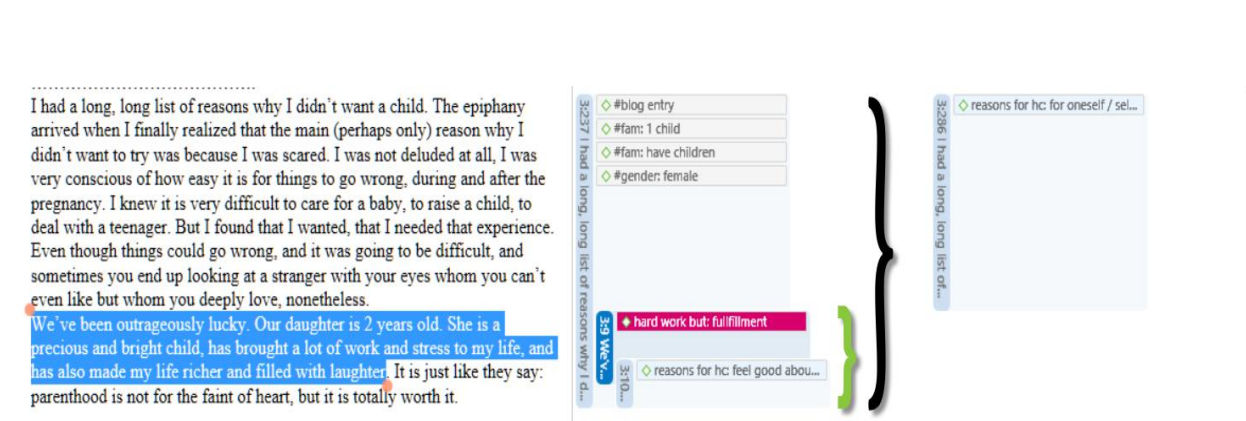 I had a long, long list of reasons why I didn't want a child. The epiphany
arrived when I finally realized that the main (perhaps only) reason why I
didn't want to try was because I was scared. I was not deluded at all, I was
very conscious of how easy it is for things to go wrong, during and after the
pregnancy. I knew it is very difficult to care for a baby, to raise a child, to
deal with a teenager. But I found that I wanted, that I needed that experience.
Even though things could go wrong, and it was going to be difficult, and
sometimes you end up looking at a stranger with your eyes whom you can't
even like but whom you deeply love, nonetheless.
We've been outrageously lucky. Our daughter is 2 years old. She is a
precious and bright child, has brought a lot of work and stress to my life, and
has also made my life richer and filled with laughter. It is just like they say:
parenthood is not for the faint of heart, but it is totally worth it.
3:237 I had a long, long list of reasons why I d...
#blog entry
#fam: 1 child
#fam: have children
#gender: female
3:9 We'v...
hard work but: fullfillment
3:10...
reasons for hc: feel good abou...
3:286 I had a long, long list of...
reasons for hc: for oneself / sel...